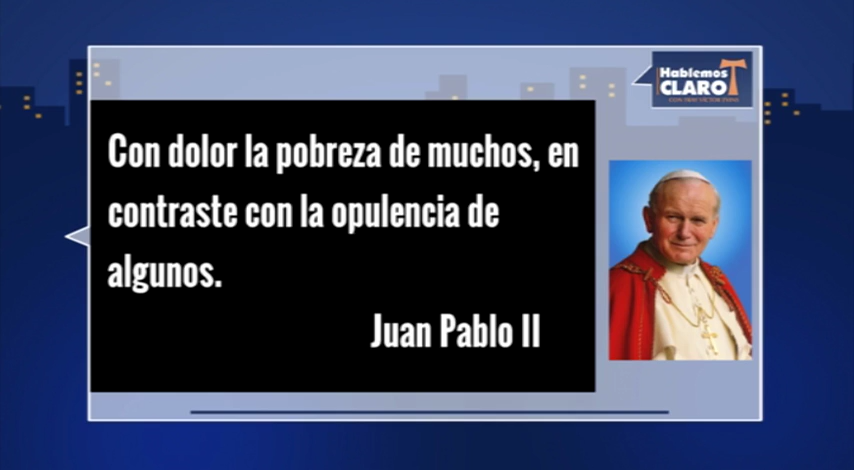 Hablemos
CLARO
Con dolor la pobreza de muchos, en
contraste con la opulencia de
algunos.
Juan Pablo II